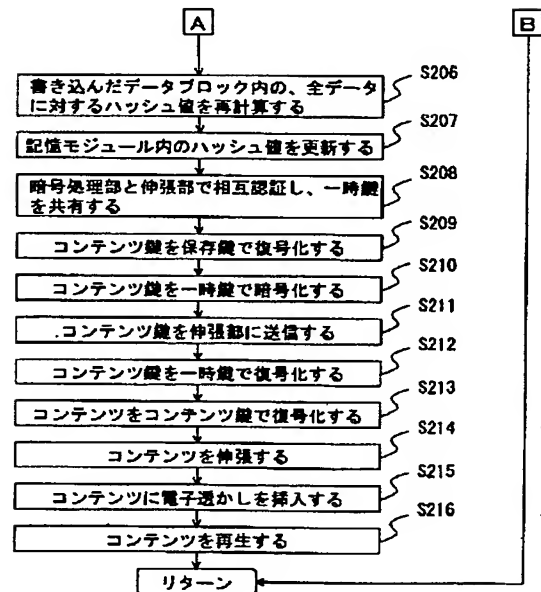 A
B
書き込んだデータブロック内の、全データ
に対するハッシュ値を再計算する
S206
記憶モジュール内のハッシュ値を更新する
S207
暗号処理部と伸張部で相互認証し、一時鍵
を共有する
S208
コンテンツ鍵を保存鍵で復号化する
S209
コンテンツ鍵を一時鍵で暗号化する
S210
.コンテンツ鍵を伸張部に送信する
S211
コンテンツ鍵を一時鍵で復号化する
S212
コンテンツをコンテンツ鍵で復号化する
S213
コンテンツを伸張する
S214
コンテンツに電子透かしを挿入する
S215
コンテンツを再生する
S216
リターン